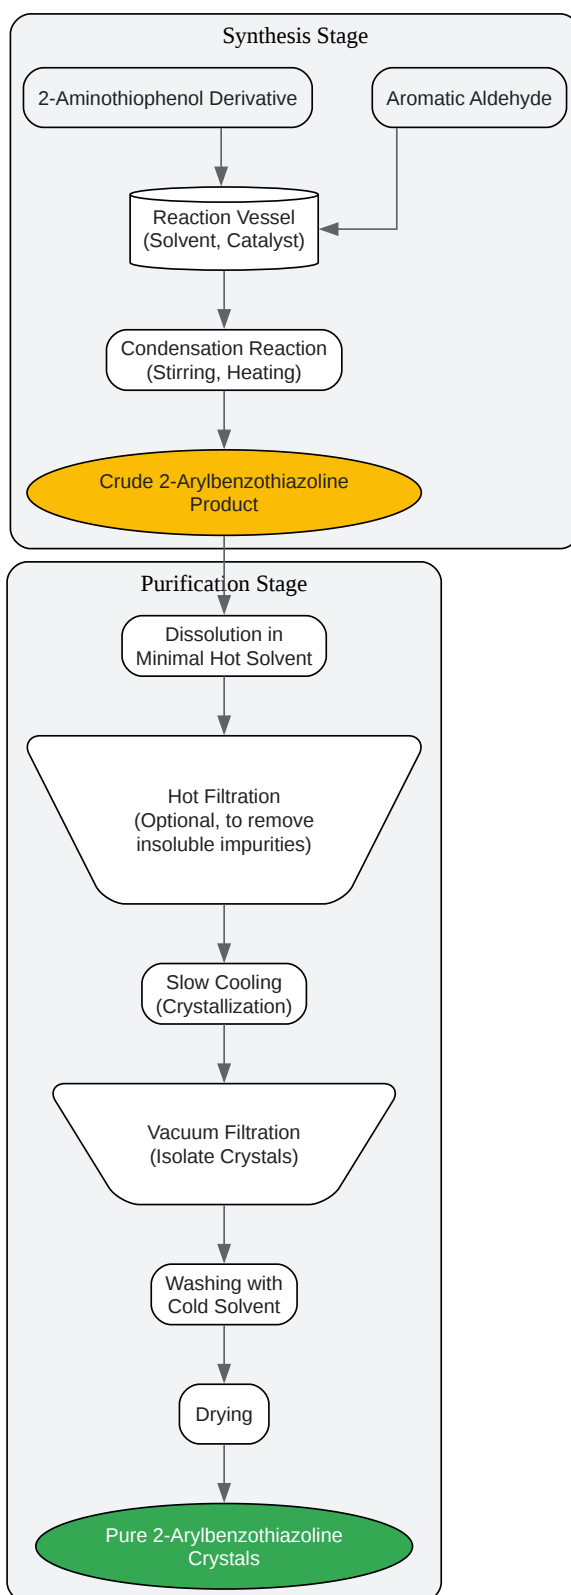 Synthesis Stage
2-Aminothiophenol Derivative
Aromatic Aldehyde
Reaction Vessel
(Solvent, Catalyst)
Condensation Reaction
(Stirring, Heating)
Crude 2-Arylbenzothiazoline
Product
Purification Stage
Dissolution in
Minimal Hot Solvent
Hot Filtration
(Optional, to remove
insoluble impurities)
Slow Cooling
(Crystallization)
Vacuum Filtration
(Isolate Crystals)
Washing with
Cold Solvent
Drying
Pure 2-Arylbenzothiazoline
Crystals